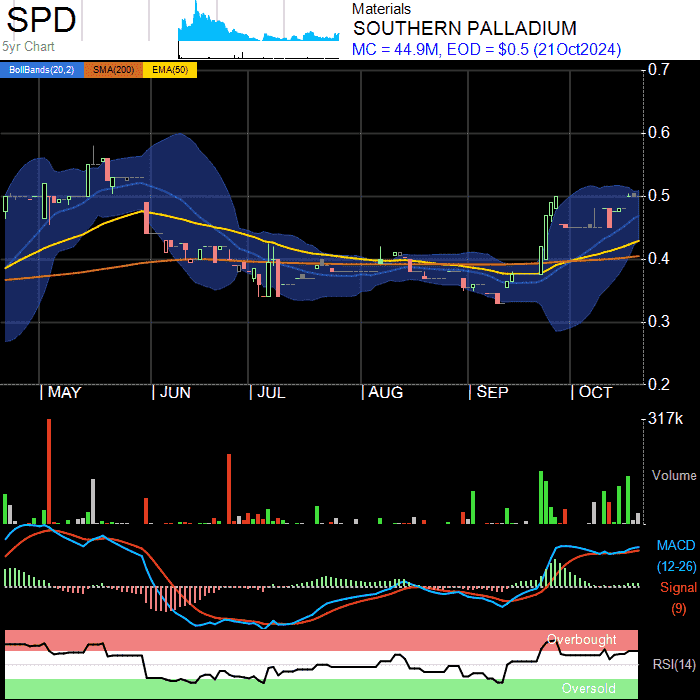 SPD
5yr Chart
Materials
SOUTHERN PALLADIUM
MC = 44.9M, EOD = $0.5 (21Oct2024)
BollBands(20,2) SMA(200) EMA(50)
0.7
0.6
0.5
0.4
0.3
0.2
MAY JUN JUL AUG SEP OCT
317k
Volume
MACD
(12-26)
Signal
(9)
Overbought
RSI(14)
Oversold